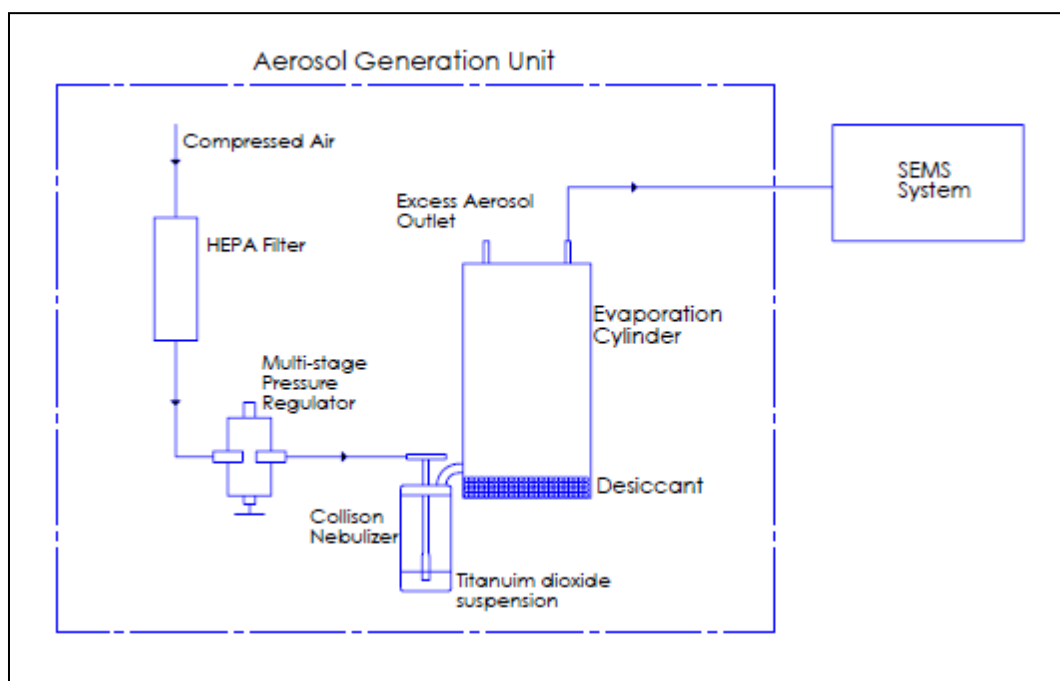 Aerosol Generation Unit
Compressed Air
HEPA Filter
Multi-stage
Pressure
Regulator
Collison
Nebulizer
Titanuim dioxide
suspension
Excess Aerosol
Outlet
Evaporation
Cylinder
Desiccant
SEMS
System